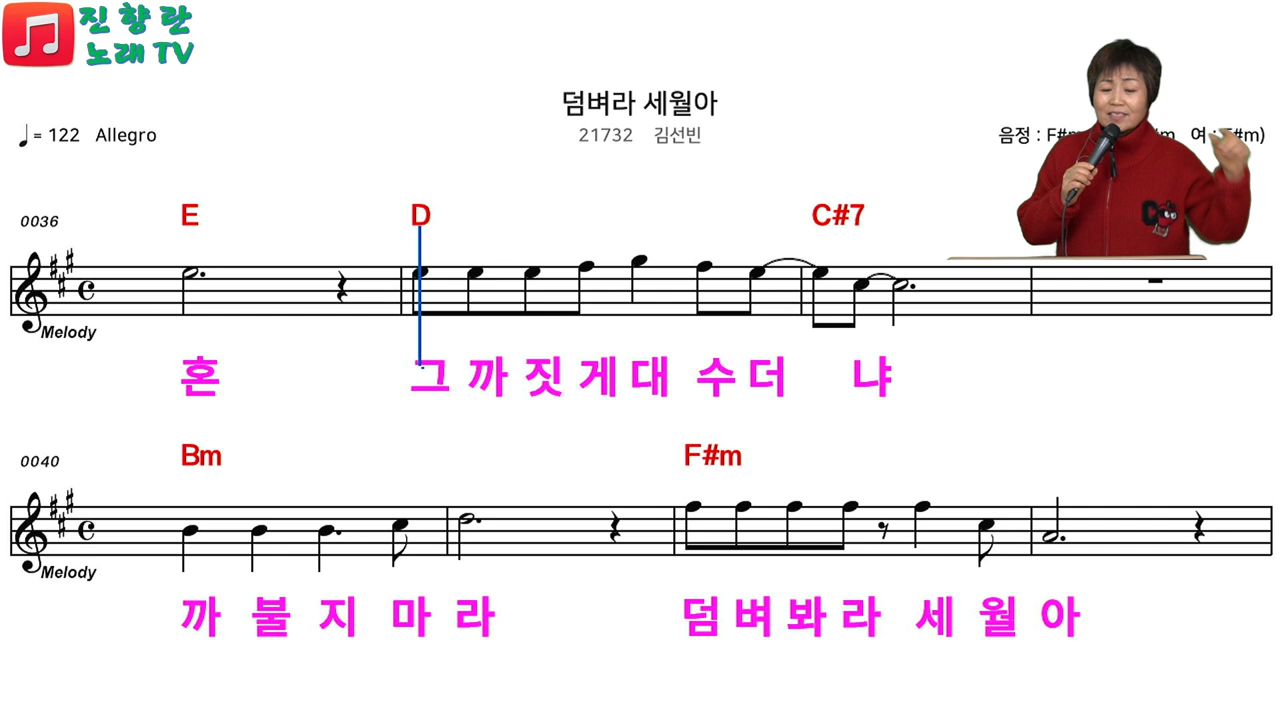 진향란
노래 TV
덤벼라 세월아
♩ = 122 Allegro
21732 김선빈
음정 : F#m 여 : F#m)
0036
E D C#7
Melody
혼 그 까 짓 게 대 수 더 냐
0040
Bm F#m
Melody
까 불 지 마 라 덤 벼 봐 라 세 월 아